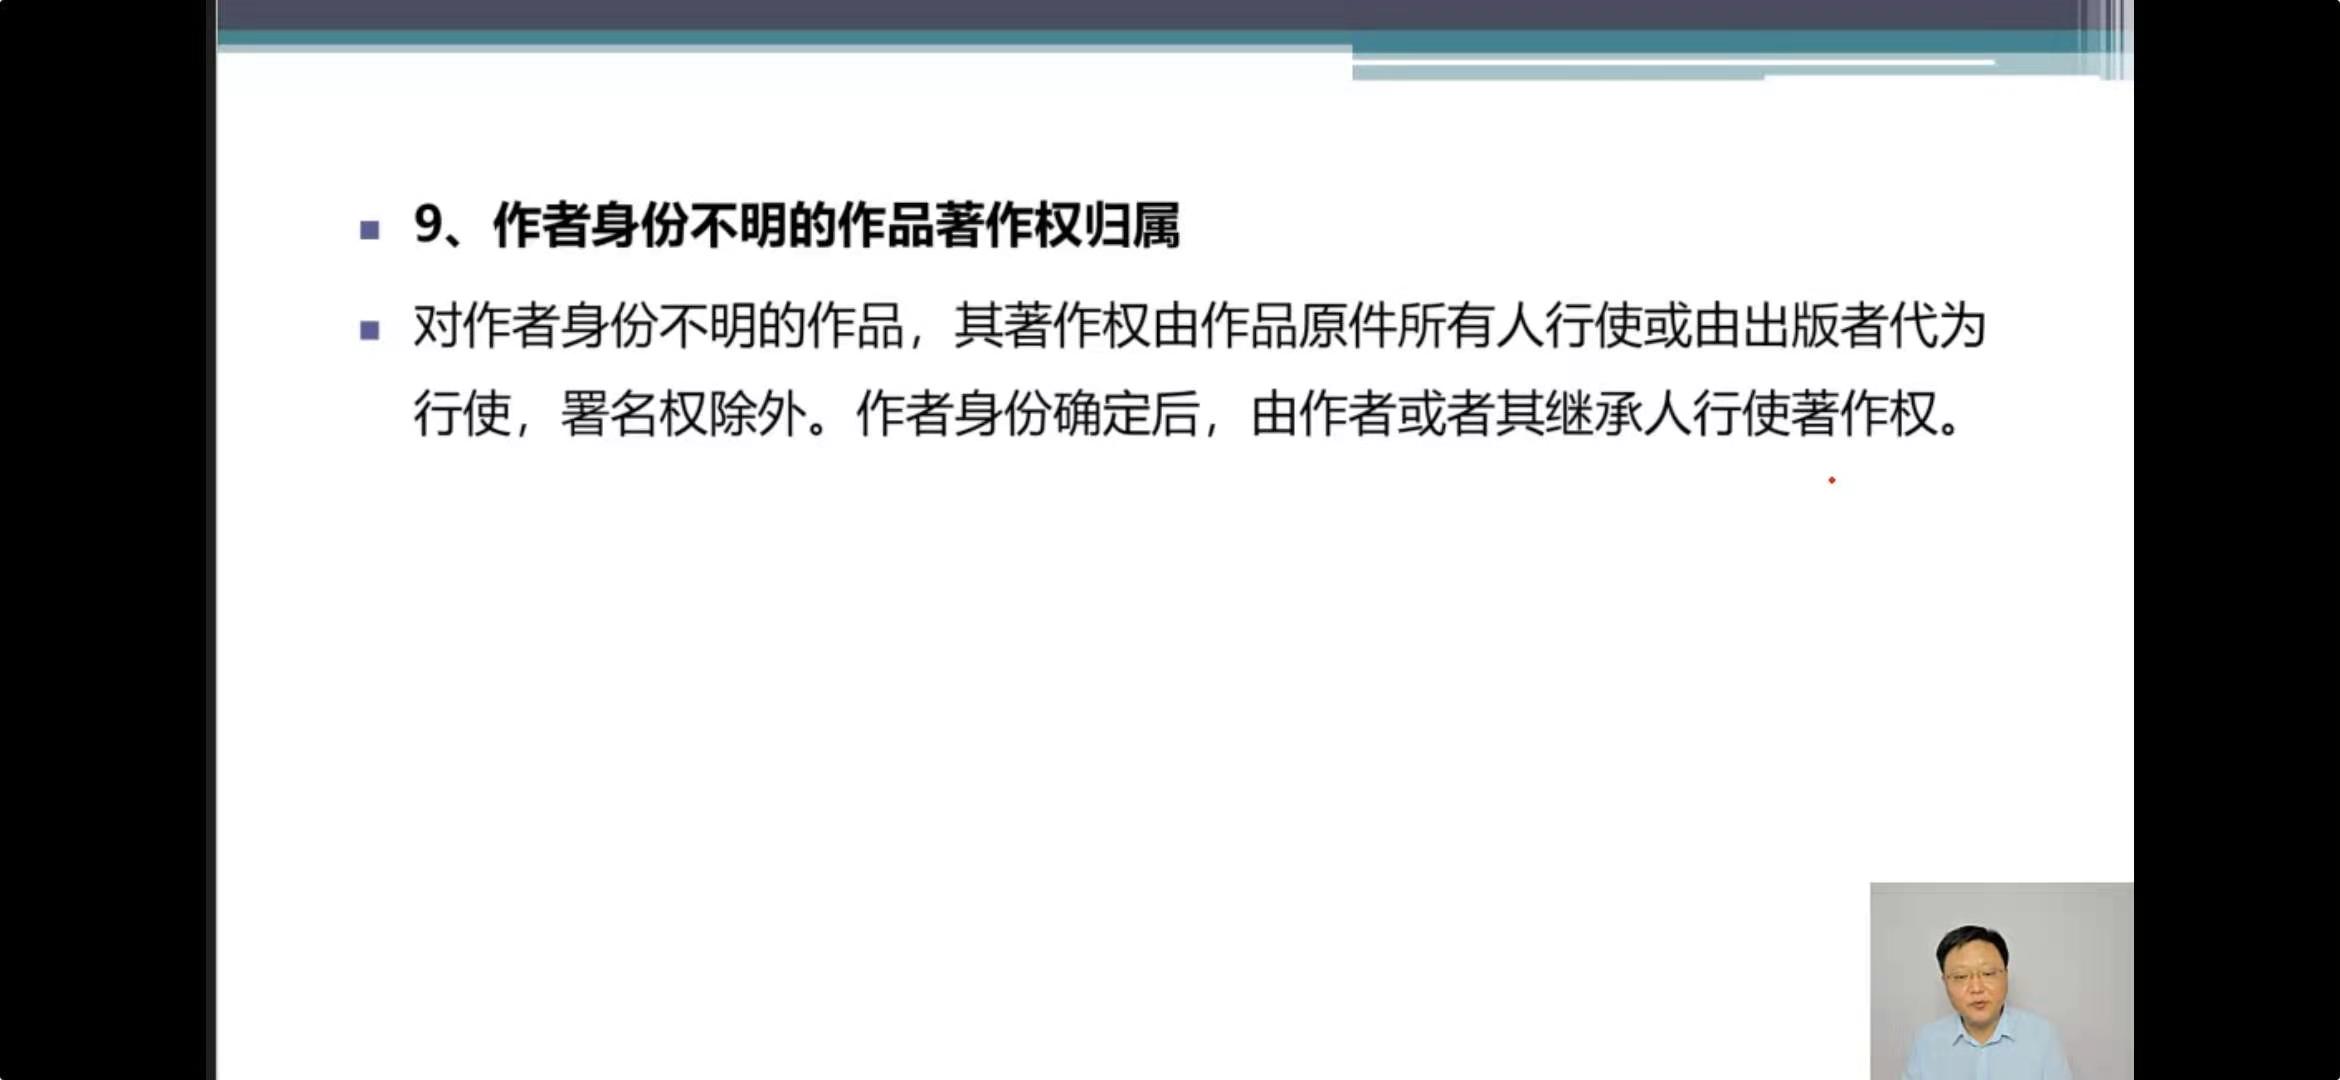 9、作者身份不明的作品著作权归属
对作者身份不明的作品，其著作权由作品原件所有人行使或由出版者代为
行使，署名权除外。作者身份确定后，由作者或者其继承人行使著作权。